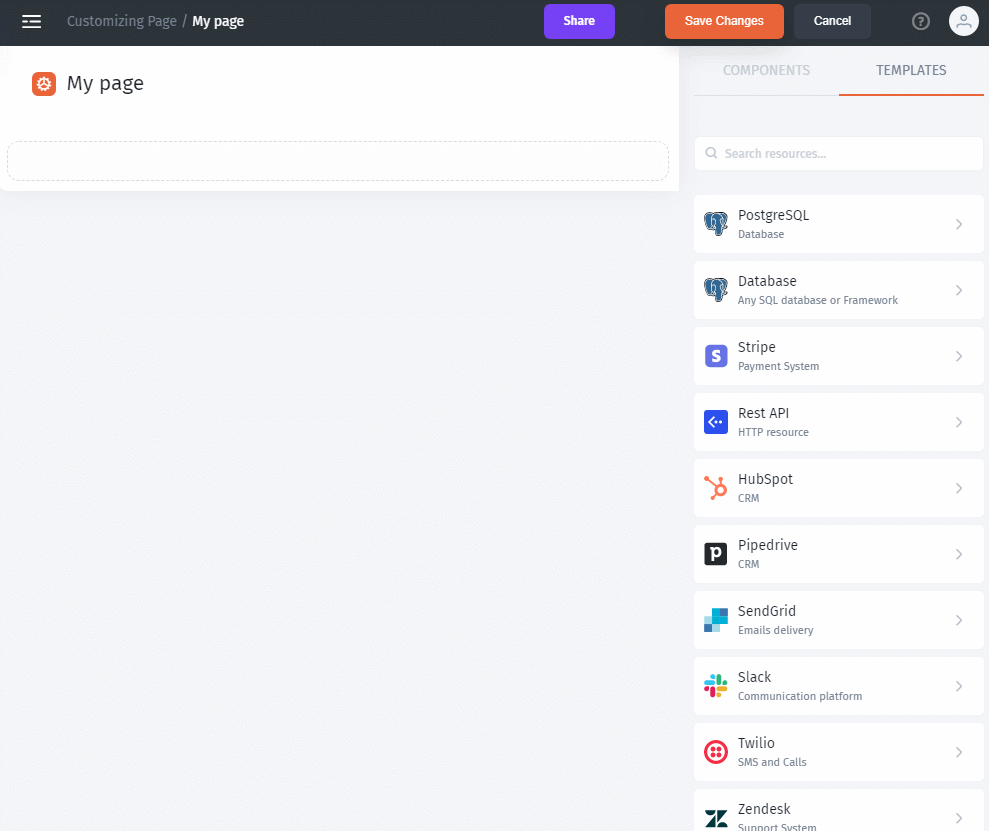 Customizing Page / My page
Share
Save Changes
Cancel
?
My page
COMPONENTS
TEMPLATES
Search resources...
PostgreSQL
Database
Database
Any SQL database or Framework
S
Stripe
Payment System
Rest API
HTTP resource
HubSpot
CRM
p
Pipedrive
CRM
SendGrid
Emails delivery
Slack
Communication platform
Twilio
SMS and Calls
Zendesk
Support System